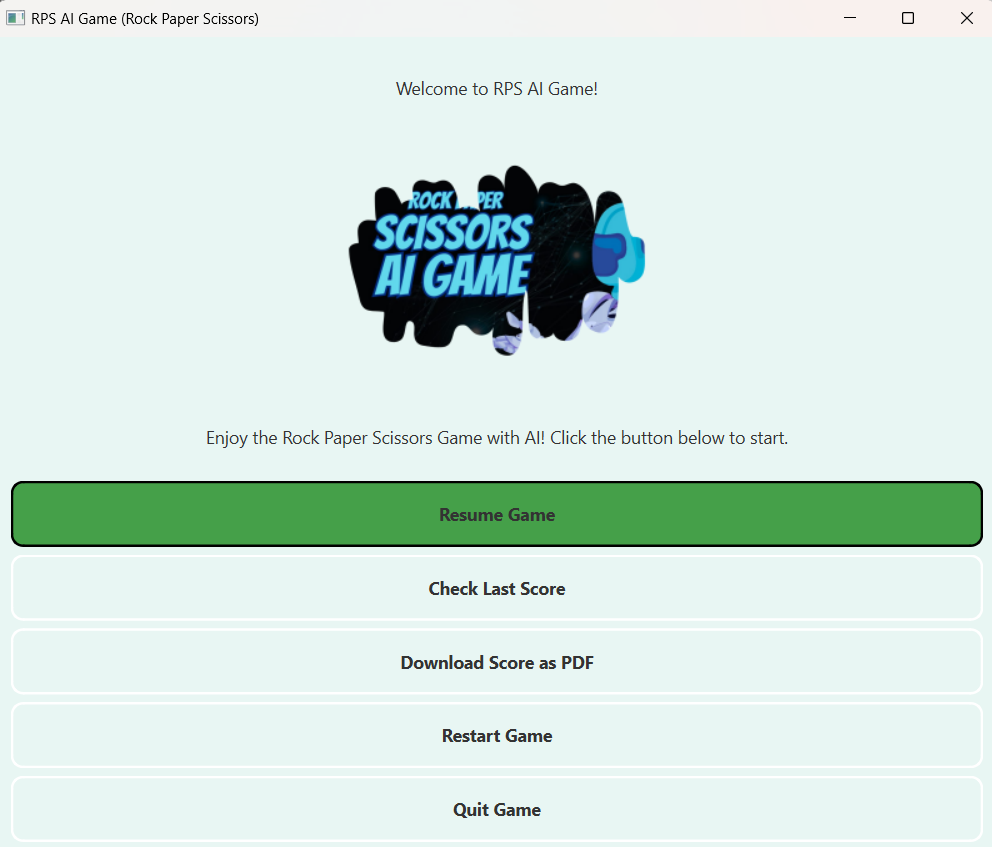 RPS AI Game (Rock Paper Scissors)
Welcome to RPS AI Game!
ROCK PAPER
SCISSORS
AI GAME
Enjoy the Rock Paper Scissors Game with AI! Click the button below to start.
Resume Game
Check Last Score
Download Score as PDF
Restart Game
Quit Game